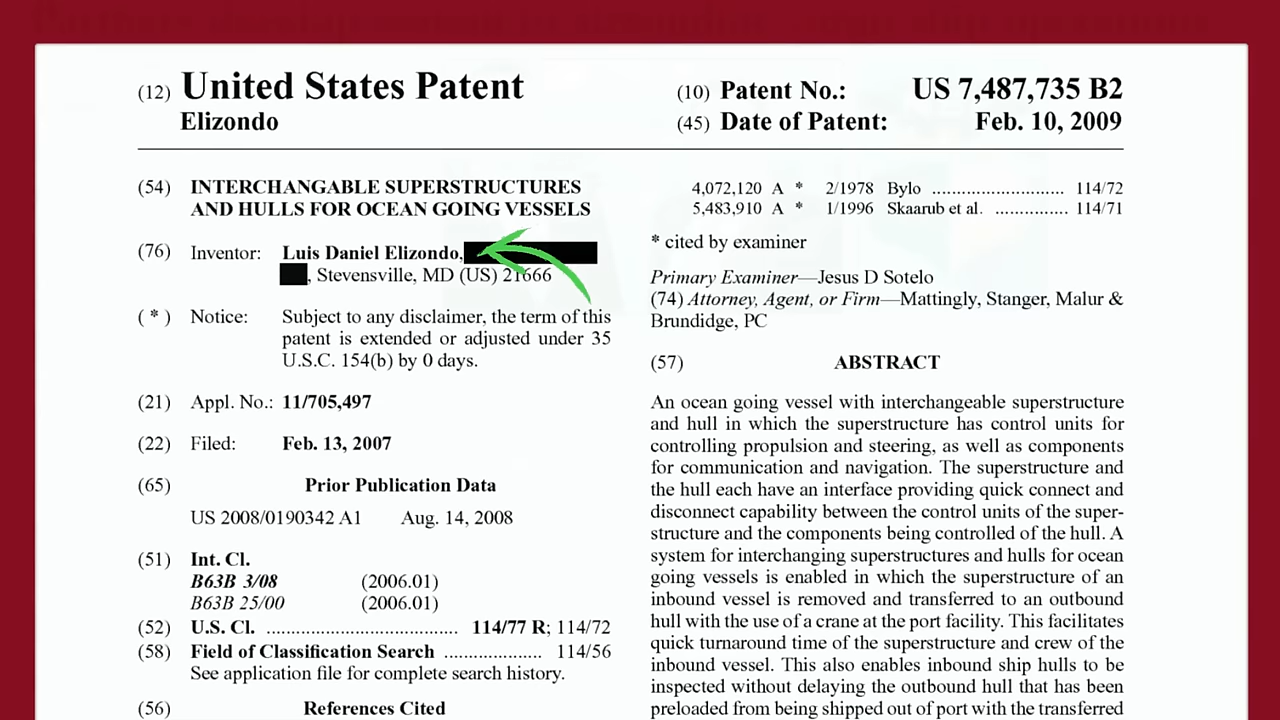 (12) United States Patent
Elizondo
(10) Patent No.: US 7,487,735 B2
(45) Date of Patent: Feb. 10, 2009
(54) INTERCHANGABLE SUPERSTRUCTURES
AND HULLS FOR OCEAN GOING VESSELS
(76) Inventor: Luis Daniel Elizondo,
, Stevensville, MD (US) 21666
( * ) Notice: Subject to any disclaimer, the term of this
patent is extended or adjusted under 35
U.S.C. 154(b) by 0 days.
(21) Appl. No.: 11/705,497
(22) Filed: Feb. 13, 2007
(65) Prior Publication Data
US 2008/0190342 A1 Aug. 14, 2008
(51) Int. Cl.
B63B 3/08 (2006.01)
B63B 25/00 (2006.01)
(52) U.S. Cl. .................................... 114/77 R; 114/72
(58) Field of Classification Search .................. 114/56
See application file for complete search history.
(56) References Cited
4,072,120 A * 2/1978 Bylo ......................... 114/72
5,483,910 A * 1/1996 Skaarub et al. .............. 114/71
* cited by examiner
Primary Examiner—Jesus D Sotelo
(74) Attorney, Agent, or Firm—Mattingly, Stanger, Malur &
Brundidge, PC
(57) ABSTRACT
An ocean going vessel with interchangeable superstructure
and hull in which the superstructure has control units for
controlling propulsion and steering, as well as components
for communication and navigation. The superstructure and
the hull each have an interface providing quick connect and
disconnect capability between the control units of the super-
structure and the components being controlled of the hull. A
system for interchanging superstructures and hulls for ocean
going vessels is enabled in which the superstructure of an
inbound vessel is removed and transferred to an outbound
hull with the use of a crane at the port facility. This facilitates
quick turnaround time of the superstructure and crew of the
inbound vessel. This also enables inbound ship hulls to be
inspected without delaying the outbound hull that has been
preloaded from being shipped out of port with the transferred